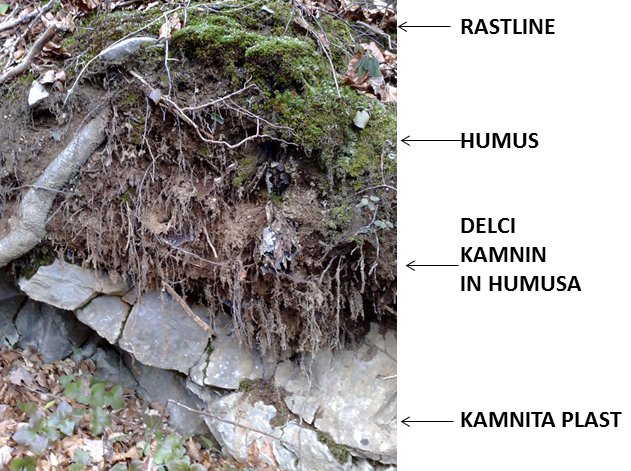 RASTLINE
HUMUS
DELCI
KAMNIN
IN HUMUSA
KAMNITA PLAST